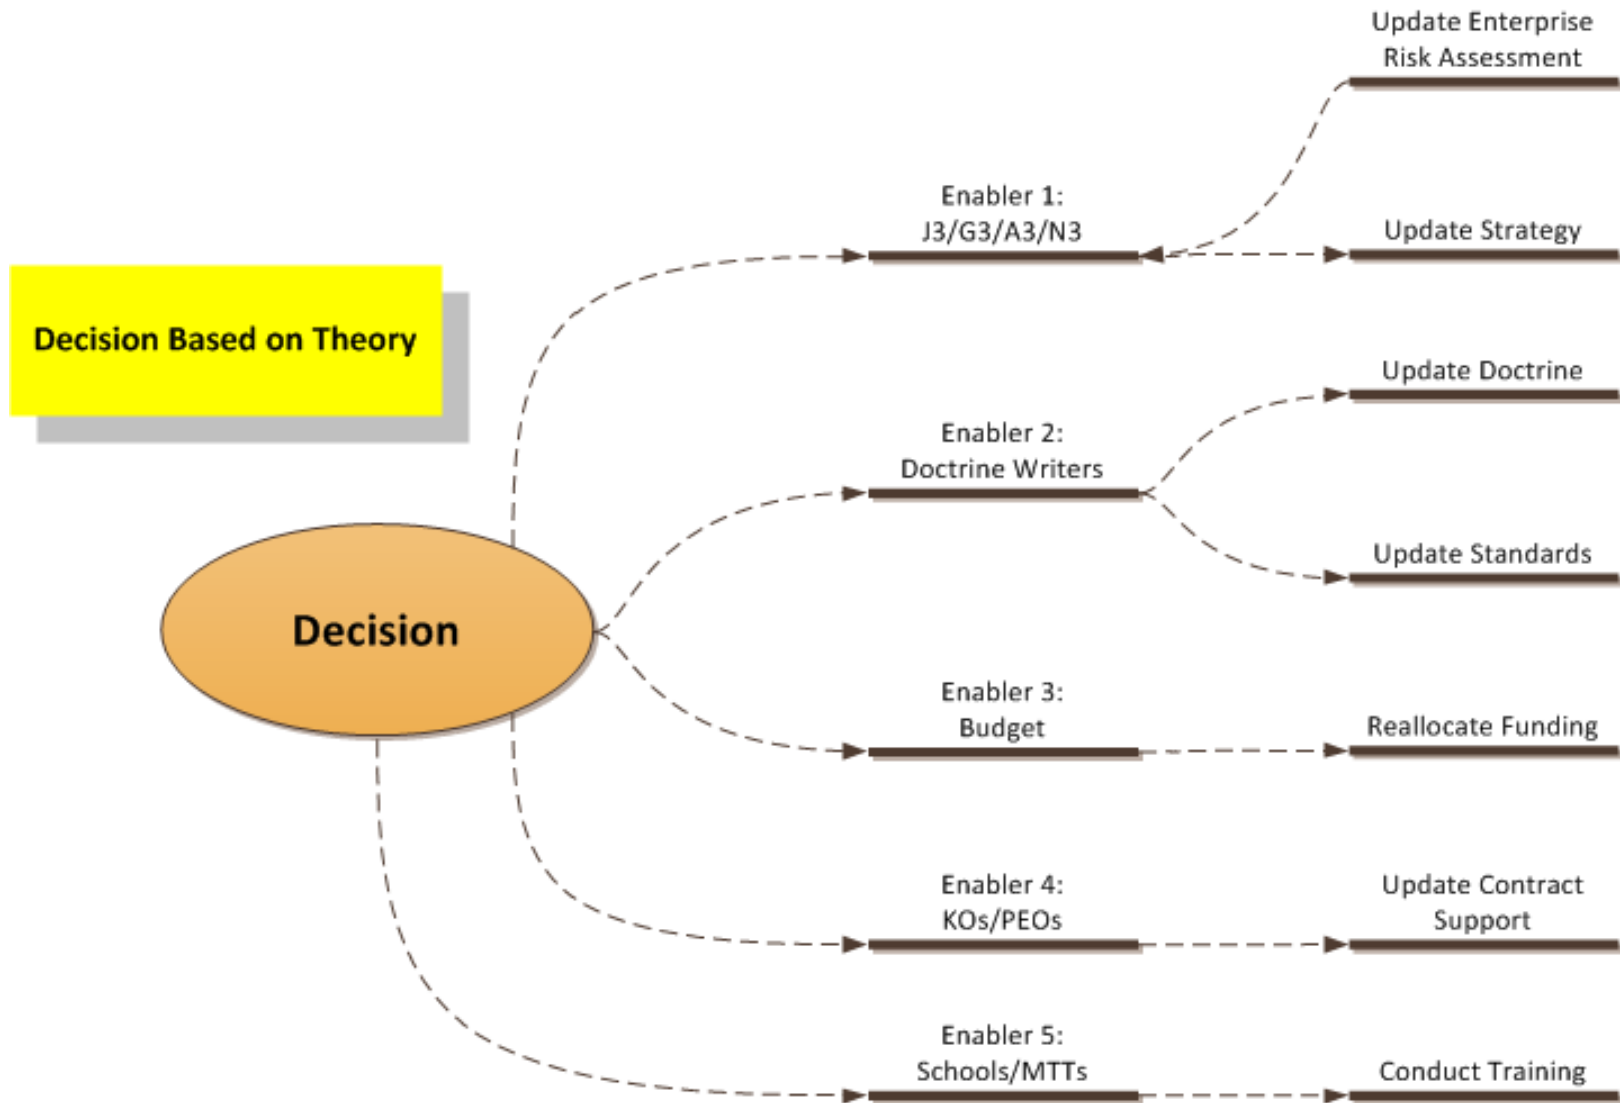 Update Enterprise
Risk Assessment
Enabler 1:
J3/G3/A3/N3
Update Strategy
Decision Based on Theory
Update Doctrine
Enabler 2:
Doctrine Writers
Update Standards
Decision
Enabler 3:
Budget
Reallocate Funding
Enabler 4:
KOs/PEOs
Update Contract
Support
Enabler 5:
Schools/MTTs
Conduct Training